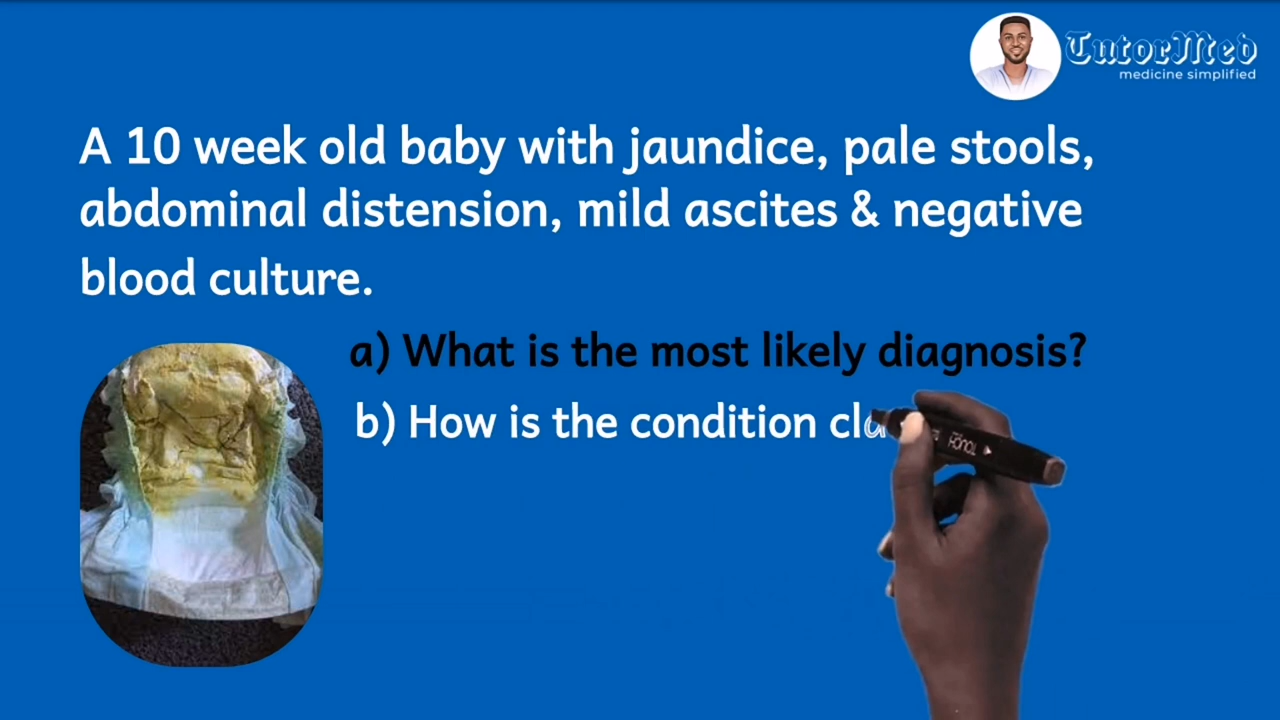 TutorMed
medicine simplified
A 10 week old baby with jaundice, pale stools,
abdominal distension, mild ascites & negative
blood culture.
a) What is the most likely diagnosis?
b) How is the condition
TOUCH